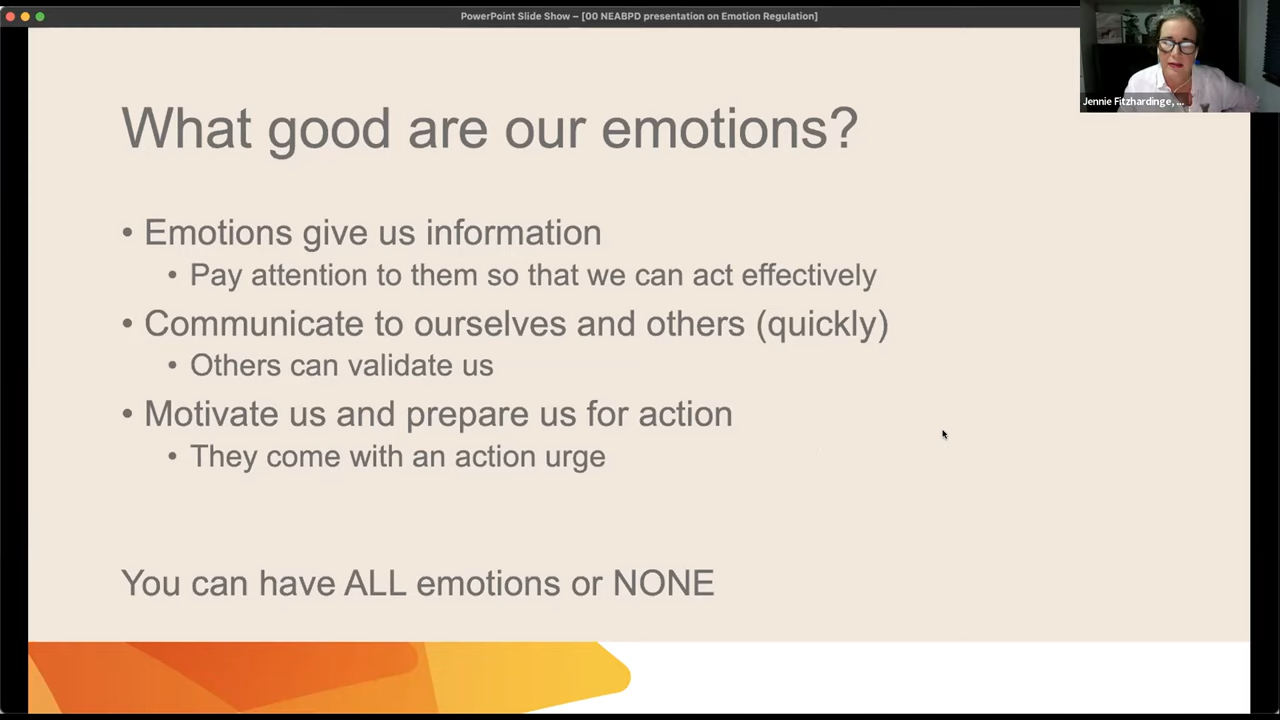 PowerPoint Slide Show – [00 NEABPD presentation on Emotion Regulation]
Jennie Fitzhardinge, ...
What good are our emotions?
• Emotions give us information
• Pay attention to them so that we can act effectively
• Communicate to ourselves and others (quickly)
• Others can validate us
• Motivate us and prepare us for action
• They come with an action urge
You can have ALL emotions or NONE